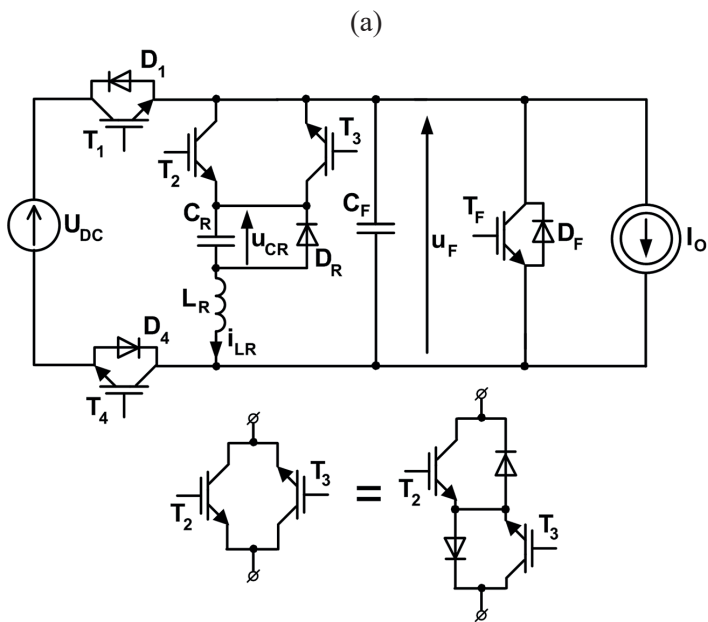 (a)
D1
T1
T2
T3
CR
uCR
DR
CF
uF
TF
DF
IO
UDC
LR
iLR
D4
T4
T2
T3
=
T2
T3